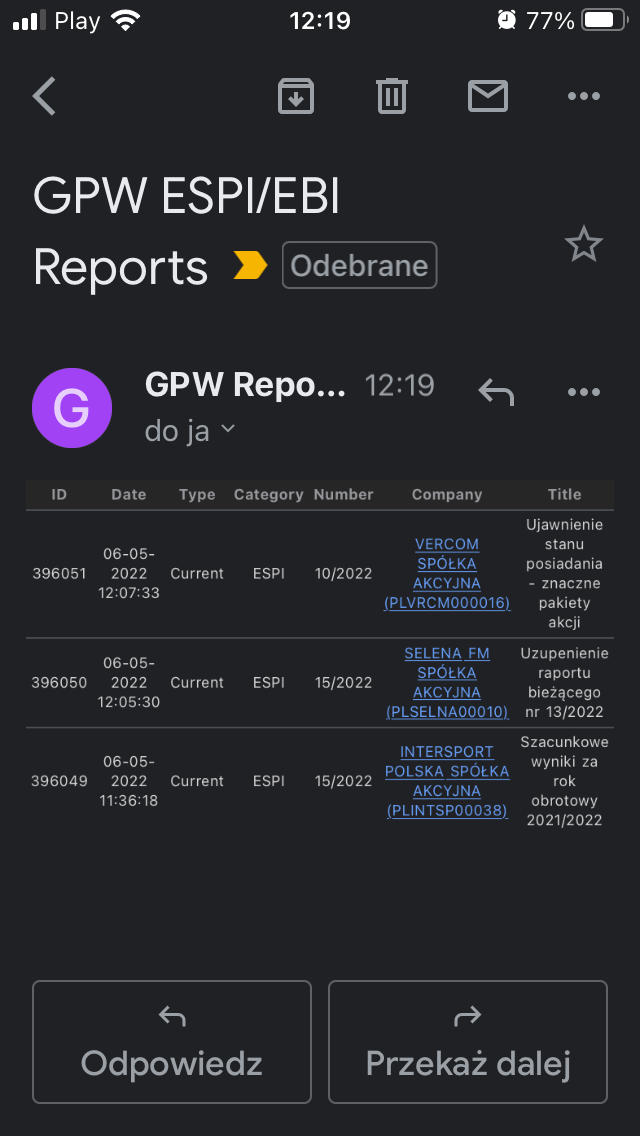 Play 12:19 77%
GPW ESPI/EBI
Reports Odebrane
G
GPW Repo... 12:19
do ja
ID Date Type Category Number Company Title
396051 06-05-2022 12:07:33 Current ESPI 10/2022 VERCOM SPÓŁKA AKCYJNA (PLVRCM000016) Ujawnienie stanu posiadania - znaczne pakiety akcji
396050 06-05-2022 12:05:30 Current ESPI 15/2022 SELENA FM SPÓŁKA AKCYJNA (PLSELNA00010) Uzupenienie raportu bieżącego nr 13/2022
396049 06-05-2022 11:36:18 Current ESPI 15/2022 INTERSPORT POLSKA SPÓŁKA AKCYJNA (PLINTSP00038) Szacunkowe wyniki za rok obrotowy 2021/2022
Odpowiedz
Przekaż dalej